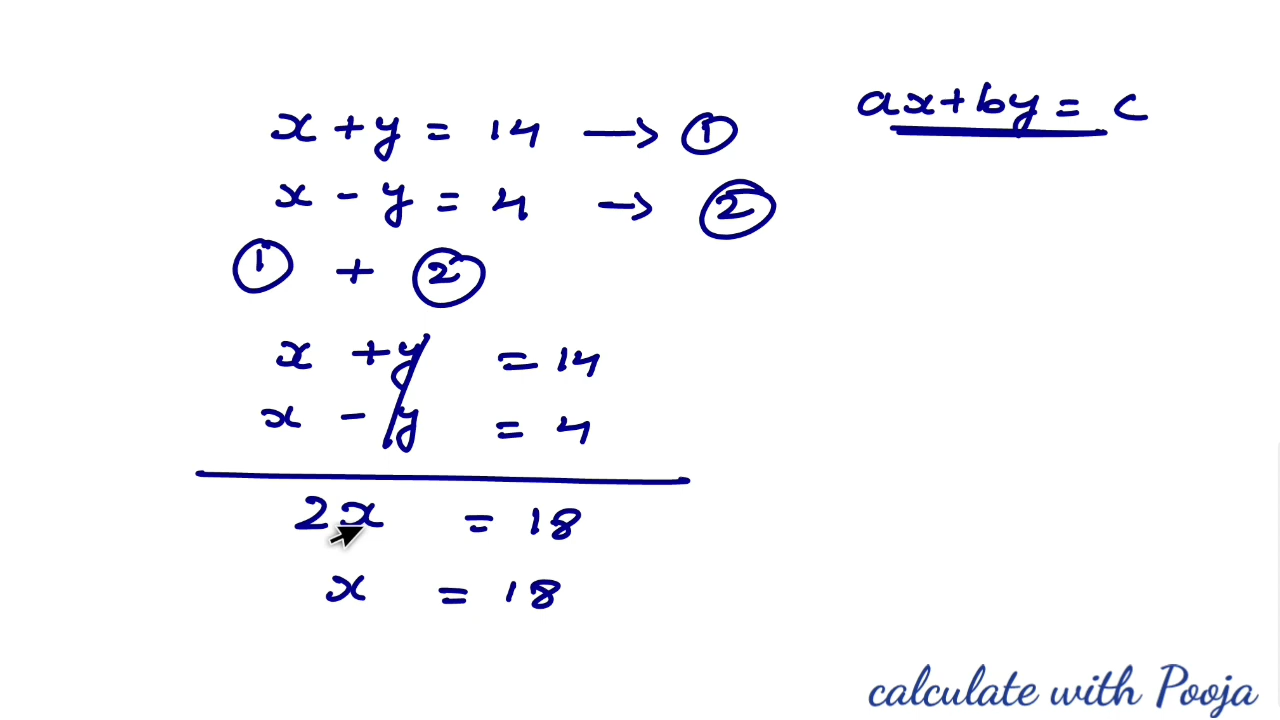 ax+by = c
x + y = 14 → ①
x - y = 4 → ②
① + ②
x + y = 14
x - y = 4
2x = 18
x = 18
calculate with Pooja